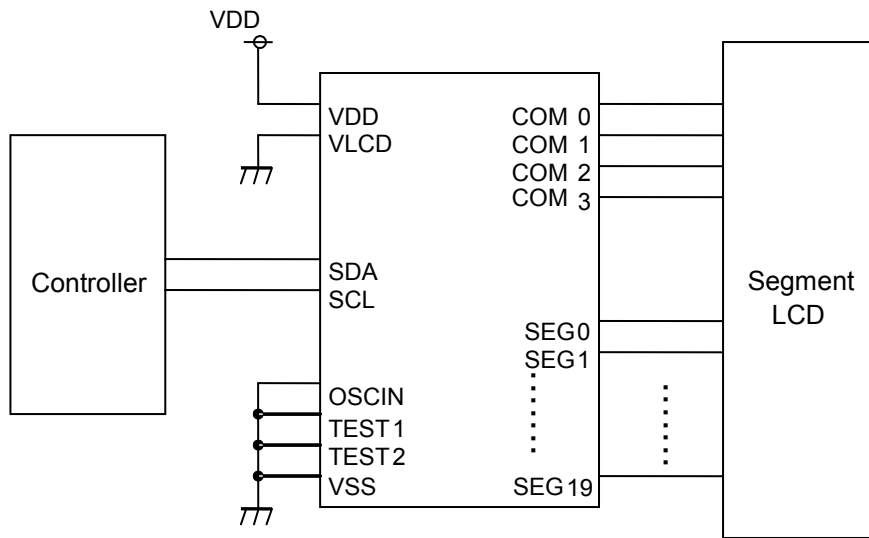 VDD
Controller
VDD
VLCD
SDA
SCL
OSCIN
TEST1
TEST2
VSS
COM 0
COM 1
COM 2
COM 3
SEG0
SEG1
SEG19
Segment
LCD